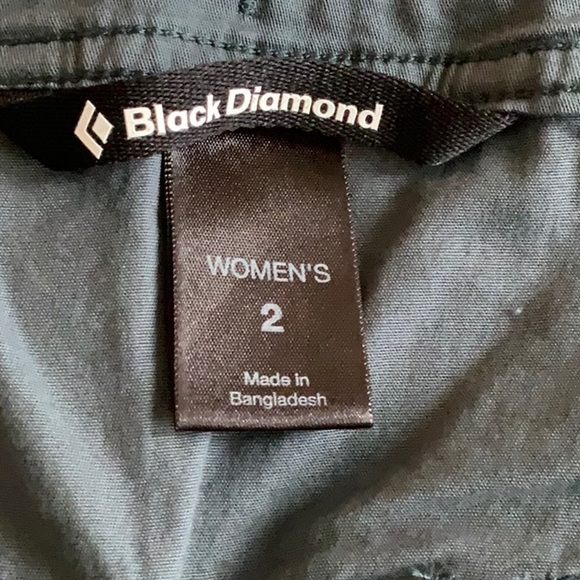 Black Diamond
WOMEN'S
2
Made in
Bangladesh